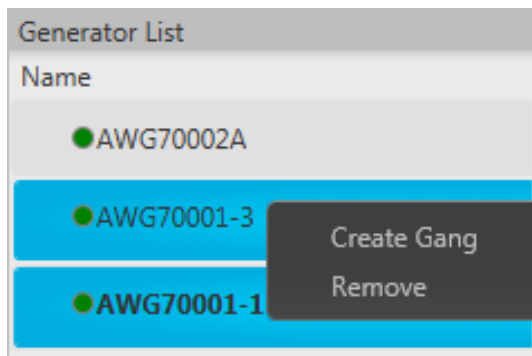 Generator List
Name
AWG70002A
AWG70001-3
Create Gang
Remove
AWG70001-1